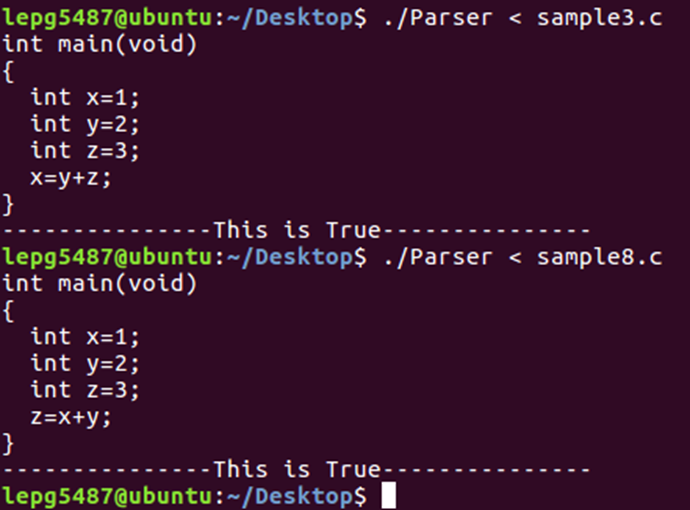 lepg5487@ubuntu:~/Desktop$ ./Parser < sample3.c
int main(void)
{
  int x=1;
  int y=2;
  int z=3;
  x=y+z;
}
---------------This is True---------------
lepg5487@ubuntu:~/Desktop$ ./Parser < sample8.c
int main(void)
{
  int x=1;
  int y=2;
  int z=3;
  z=x+y;
}
---------------This is True---------------
lepg5487@ubuntu:~/Desktop$